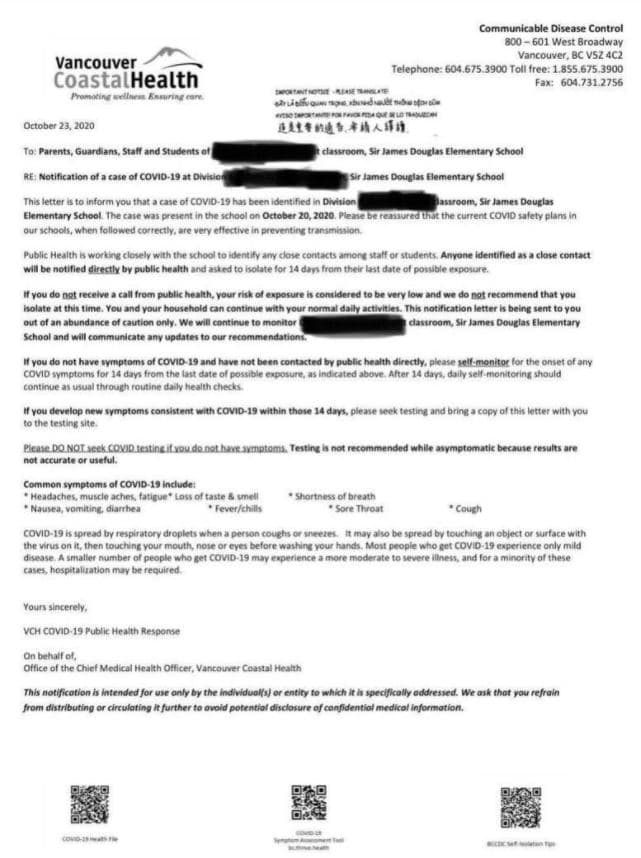 Communicable Disease Control
800 – 601 West Broadway
Vancouver, BC V5Z 4C2
Telephone: 604.675.3900 Toll free: 1.855.675.3900
Fax: 604.731.2756
Vancouver
CoastalHealth
Promoting wellness. Ensuring care.
IMPORTANT NOTICE - PLEASE TRANSLATE!
ĐÂY LÀ ĐIỀU QUAN TRỌNG, XIN NHỜ NGƯỜI THÔNG DỊCH GIÙM
AVISO IMPORTANTE! POR FAVOR PIDA QUE SE LO TRADUZCAN
這是重要的通告,希請人譯讀
October 23, 2020
To: Parents, Guardians, Staff and Students of t classroom, Sir James Douglas Elementary School
RE: Notification of a case of COVID-19 at Division Sir James Douglas Elementary School
This letter is to inform you that a case of COVID-19 has been identified in Division lassroom, Sir James Douglas
Elementary School. The case was present in the school on October 20, 2020. Please be reassured that the current COVID safety plans in
our schools, when followed correctly, are very effective in preventing transmission.
Public Health is working closely with the school to identify any close contacts among staff or students. Anyone identified as a close contact
will be notified directly by public health and asked to isolate for 14 days from their last date of possible exposure.
If you do not receive a call from public health, your risk of exposure is considered to be very low and we do not recommend that you
isolate at this time. You and your household can continue with your normal daily activities. This notification letter is being sent to you
out of an abundance of caution only. We will continue to monitor t classroom, Sir James Douglas Elementary
School and will communicate any updates to our recommendations.
If you do not have symptoms of COVID-19 and have not been contacted by public health directly, please self-monitor for the onset of any
COVID symptoms for 14 days from the last date of possible exposure, as indicated above. After 14 days, daily self-monitoring should
continue as usual through routine daily health checks.
If you develop new symptoms consistent with COVID-19 within those 14 days, please seek testing and bring a copy of this letter with you
to the testing site.
Please DO NOT seek COVID testing if you do not have symptoms. Testing is not recommended while asymptomatic because results are
not accurate or useful.
Common symptoms of COVID-19 include:
* Headaches, muscle aches, fatigue* Loss of taste & smell * Shortness of breath
* Nausea, vomiting, diarrhea * Fever/chills * Sore Throat * Cough
COVID-19 is spread by respiratory droplets when a person coughs or sneezes. It may also be spread by touching an object or surface with
the virus on it, then touching your mouth, nose or eyes before washing your hands. Most people who get COVID-19 experience only mild
disease. A smaller number of people who get COVID-19 may experience a more moderate to severe illness, and for a minority of these
cases, hospitalization may be required.
Yours sincerely,
VCH COVID-19 Public Health Response
On behalf of,
Office of the Chief Medical Health Officer, Vancouver Coastal Health
This notification is intended for use only by the individual(s) or entity to which it is specifically addressed. We ask that you refrain
from distributing or circulating it further to avoid potential disclosure of confidential medical information.
COVID-19 Health File
COVID-19
Symptom Assessment Tool
bc.thrive.health
BCCDC Self-Isolation Tips